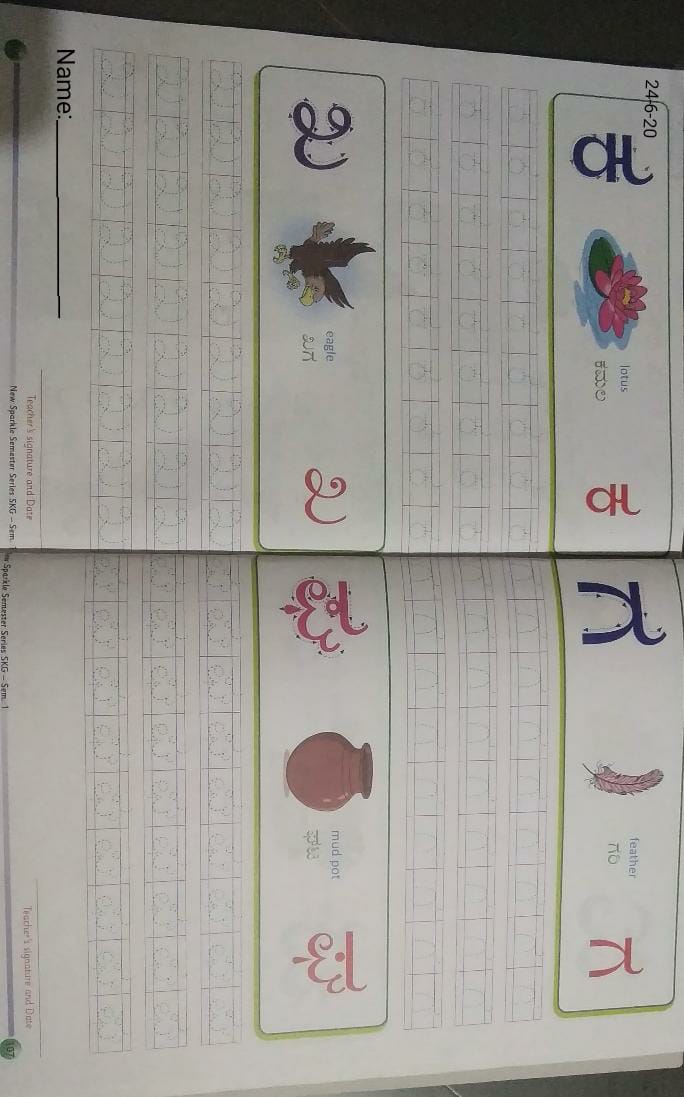 24-6-20
ಕ
lotus
ಕಮಲ
ಕ
ಖ
eagle
ಖಗ
ಖ
Name:
Teacher's signature and Date
New Sparkle Semester Series SKG – Sem. 1
ಗ
feather
ಗರಿ
ಗ
ಘ
mud pot
ಘಟ
ಘ
Teacher's signature and Date
Sparkle Semester Series SKG – Sem. 1
107